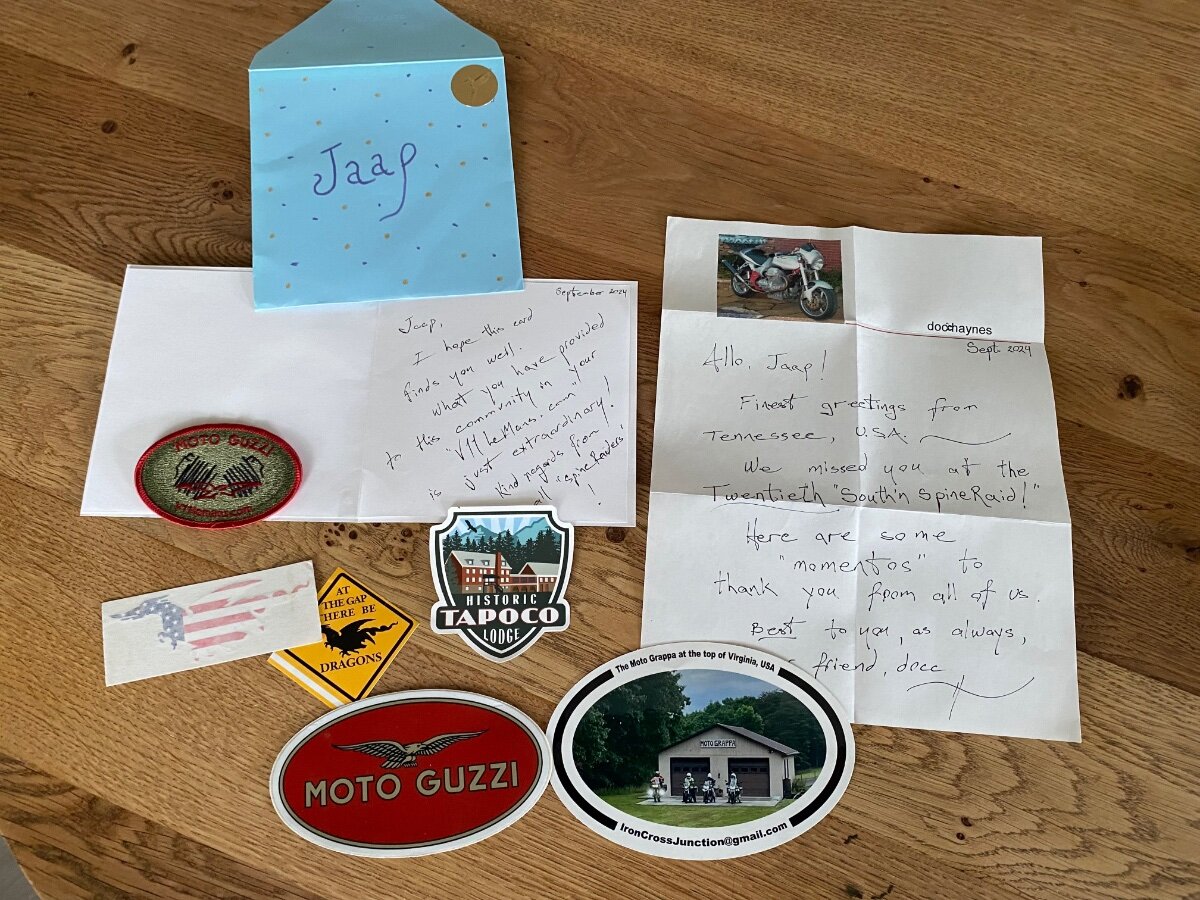 Jaap
September 2024
Jaap,
I hope this card
finds you well.
What you have provided
to this community in your
"V11LeMans.com"
is just extraordinary!
Kind regards from
all spineRaiders!
docchaynes
Sept. 2024
Allo, Jaap!
Finest greetings from
Tennessee, U.S.A.
We missed you at the
Twentieth "South'n SpineRaid!"
Here are some
"momentos" to
thank you from all of us.
Best to you, as always,
friend, docc
MOTO GUZZI
AT
THE GAP
HERE BE
DRAGONS
HISTORIC
TAPOCO
LODGE
MOTO GUZZI
The Moto Grappa at the top of Virginia, USA
MOTO GRAPPA
IronCrossJunction@gmail.com